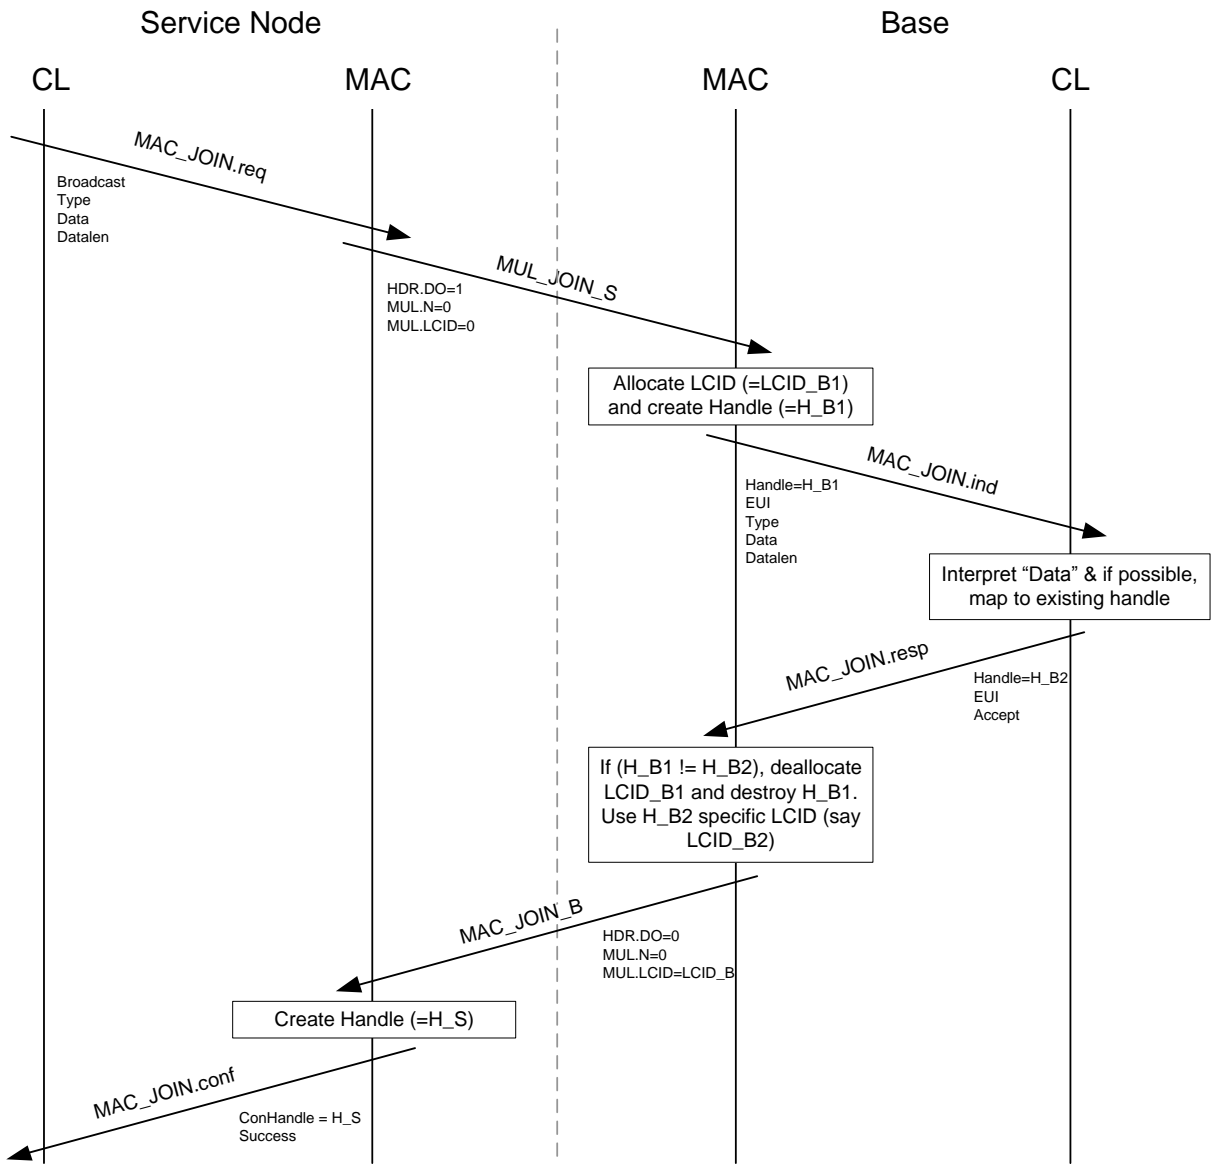 Service Node
Base
CL
MAC
MAC
CL
MAC_JOIN.req
Broadcast
Type
Data
Datalen
MUL_JOIN_S
HDR.DO=1
MUL.N=0
MUL.LCID=0
Allocate LCID (=LCID_B1)
and create Handle (=H_B1)
MAC_JOIN.ind
Handle=H_B1
EUI
Type
Data
Datalen
Interpret “Data” & if possible,
map to existing handle
MAC_JOIN.resp
Handle=H_B2
EUI
Accept
If (H_B1 != H_B2), deallocate
LCID_B1 and destroy H_B1.
Use H_B2 specific LCID (say
LCID_B2)
MAC_JOIN_B
HDR.DO=0
MUL.N=0
MUL.LCID=LCID_B
Create Handle (=H_S)
MAC_JOIN.conf
ConHandle = H_S
Success